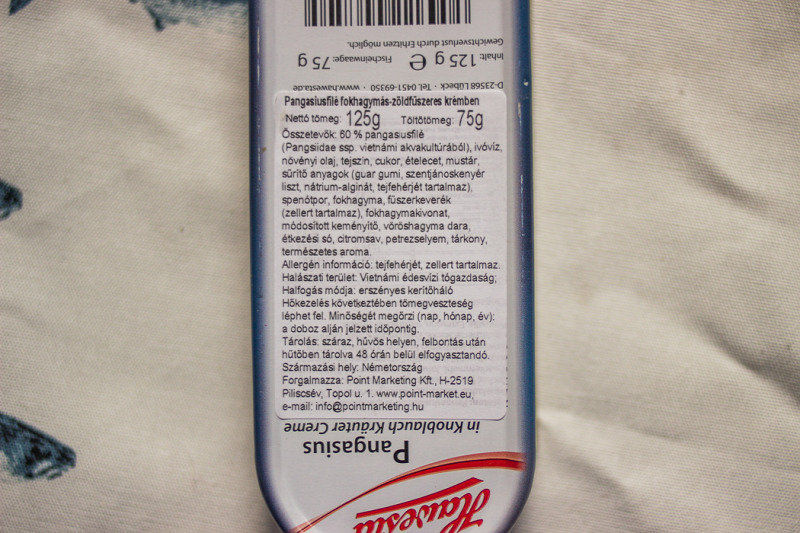 Gewichtsverlust durch Erhitzen möglich.
Inhalt: 125 g e Fischeinwaage: 75 g
D-23568 Lübeck · Tel. 0451-69350 · www.hawesta.de
Pangasiusfilé fokhagymás-zöldfűszeres krémben
Nettó tömeg: 125g Töltötömeg: 75g
Összetevők: 60 % pangasiusfilé
(Pangsiidae ssp. vietnámi akvakultúrából), ivóvíz,
növényi olaj, tejszin, cukor, ételecet, mustár,
sűritő anyagok (guar gumi, szentjánoskenyér
liszt, nátrium-alginát, tejfehérjét tartalmaz),
spenótpor, fokhagyma, fűszerkeverék
(zellert tartalmaz), fokhagymakivonat,
módosított keményítő, vöröshagyma dara,
étkezési só, citromsav, petrezselyem, tárkony,
természetes aroma.
Allergén információ: tejfehérjét, zellert tartalmaz.
Halászati terület: Vietnámi édesvizi tógazdaság;
Halfogás módja: erszényes kerítőháló
Hőkezelés következtében tömegveszteség
léphet fel. Minőségét megőrzi (nap, hónap, év):
a doboz alján jelzett időpontig.
Tárolás: száraz, hűvös helyen, felbontás után
hűtőben tárolva 48 órán belül elfogyasztandó.
Származási hely: Németország
Forgalmazza: Point Marketing Kft., H-2519
Piliscsév, Topol u. 1. www.point-market.eu,
e-mail: info@pointmarketing.hu
in Knoblauch Kräuter Creme
Pangasius
Hawesta